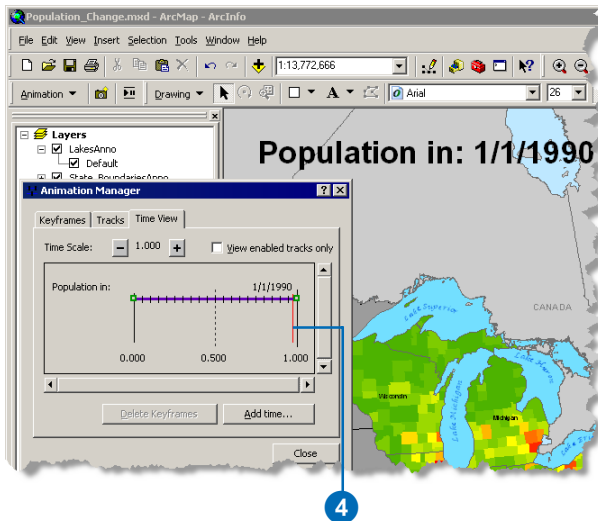 Population_Change.mxd - ArcMap - ArcInfo
File Edit View Insert Selection Tools Window Help
1:13,772,666
Animation Drawing A Arial 26
Layers
LakesAnno
Default
State_BoundariesAnno
Population in: 1/1/1990
Animation Manager
Keyframes Tracks Time View
Time Scale: 1.000 View enabled tracks only
Population in: 1/1/1990
0.000 0.500 1.000
Delete Keyframes Add time...
Close
CANADA
Lake Superior
Lake Huron
Wisconsin
Lake Michigan
Michigan
4